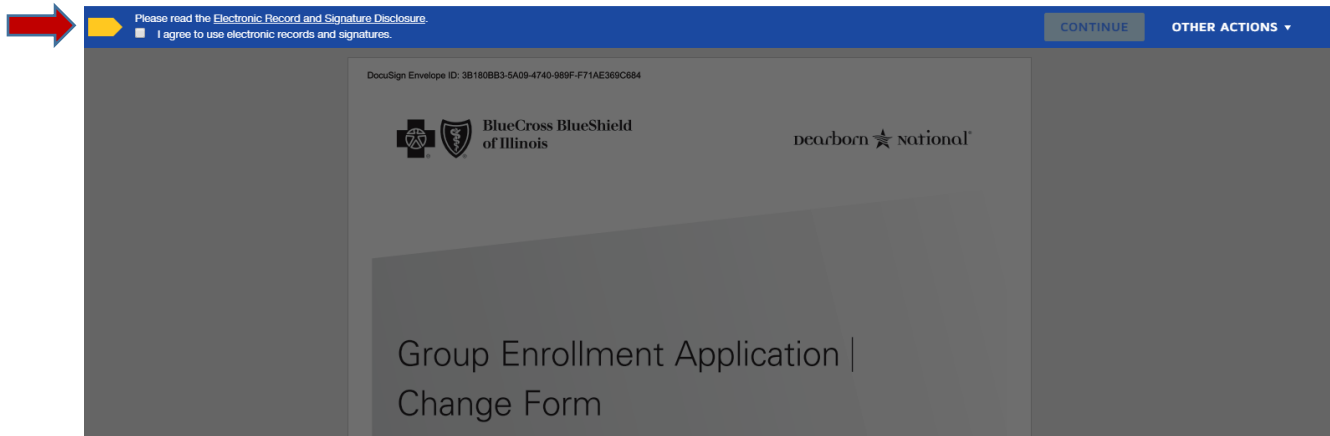 Please read the Electronic Record and Signature Disclosure.
I agree to use electronic records and signatures.
CONTINUE
OTHER ACTIONS ▼
DocuSign Envelope ID: 3B180BB3-5A09-4740-989F-F71AE369C684
BlueCross BlueShield
of Illinois
Dearborn National®
Group Enrollment Application |
Change Form